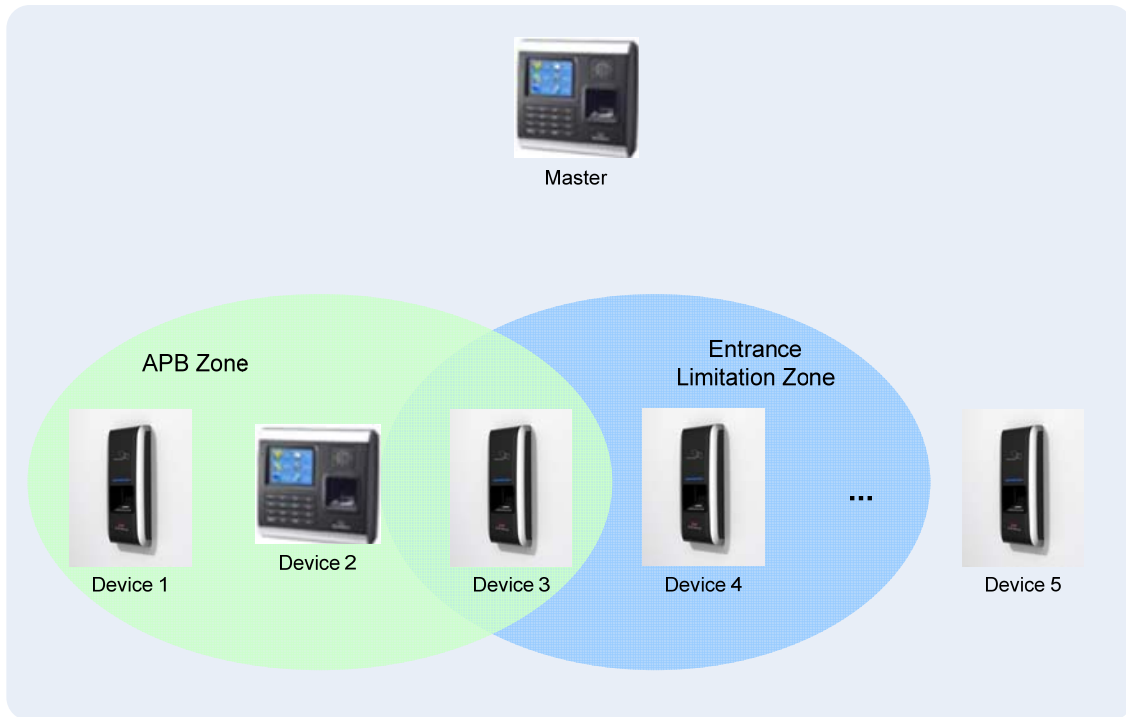 Master
APB Zone
Entrance
Limitation Zone
...
Device 1
Device 2
Device 3
Device 4
Device 5